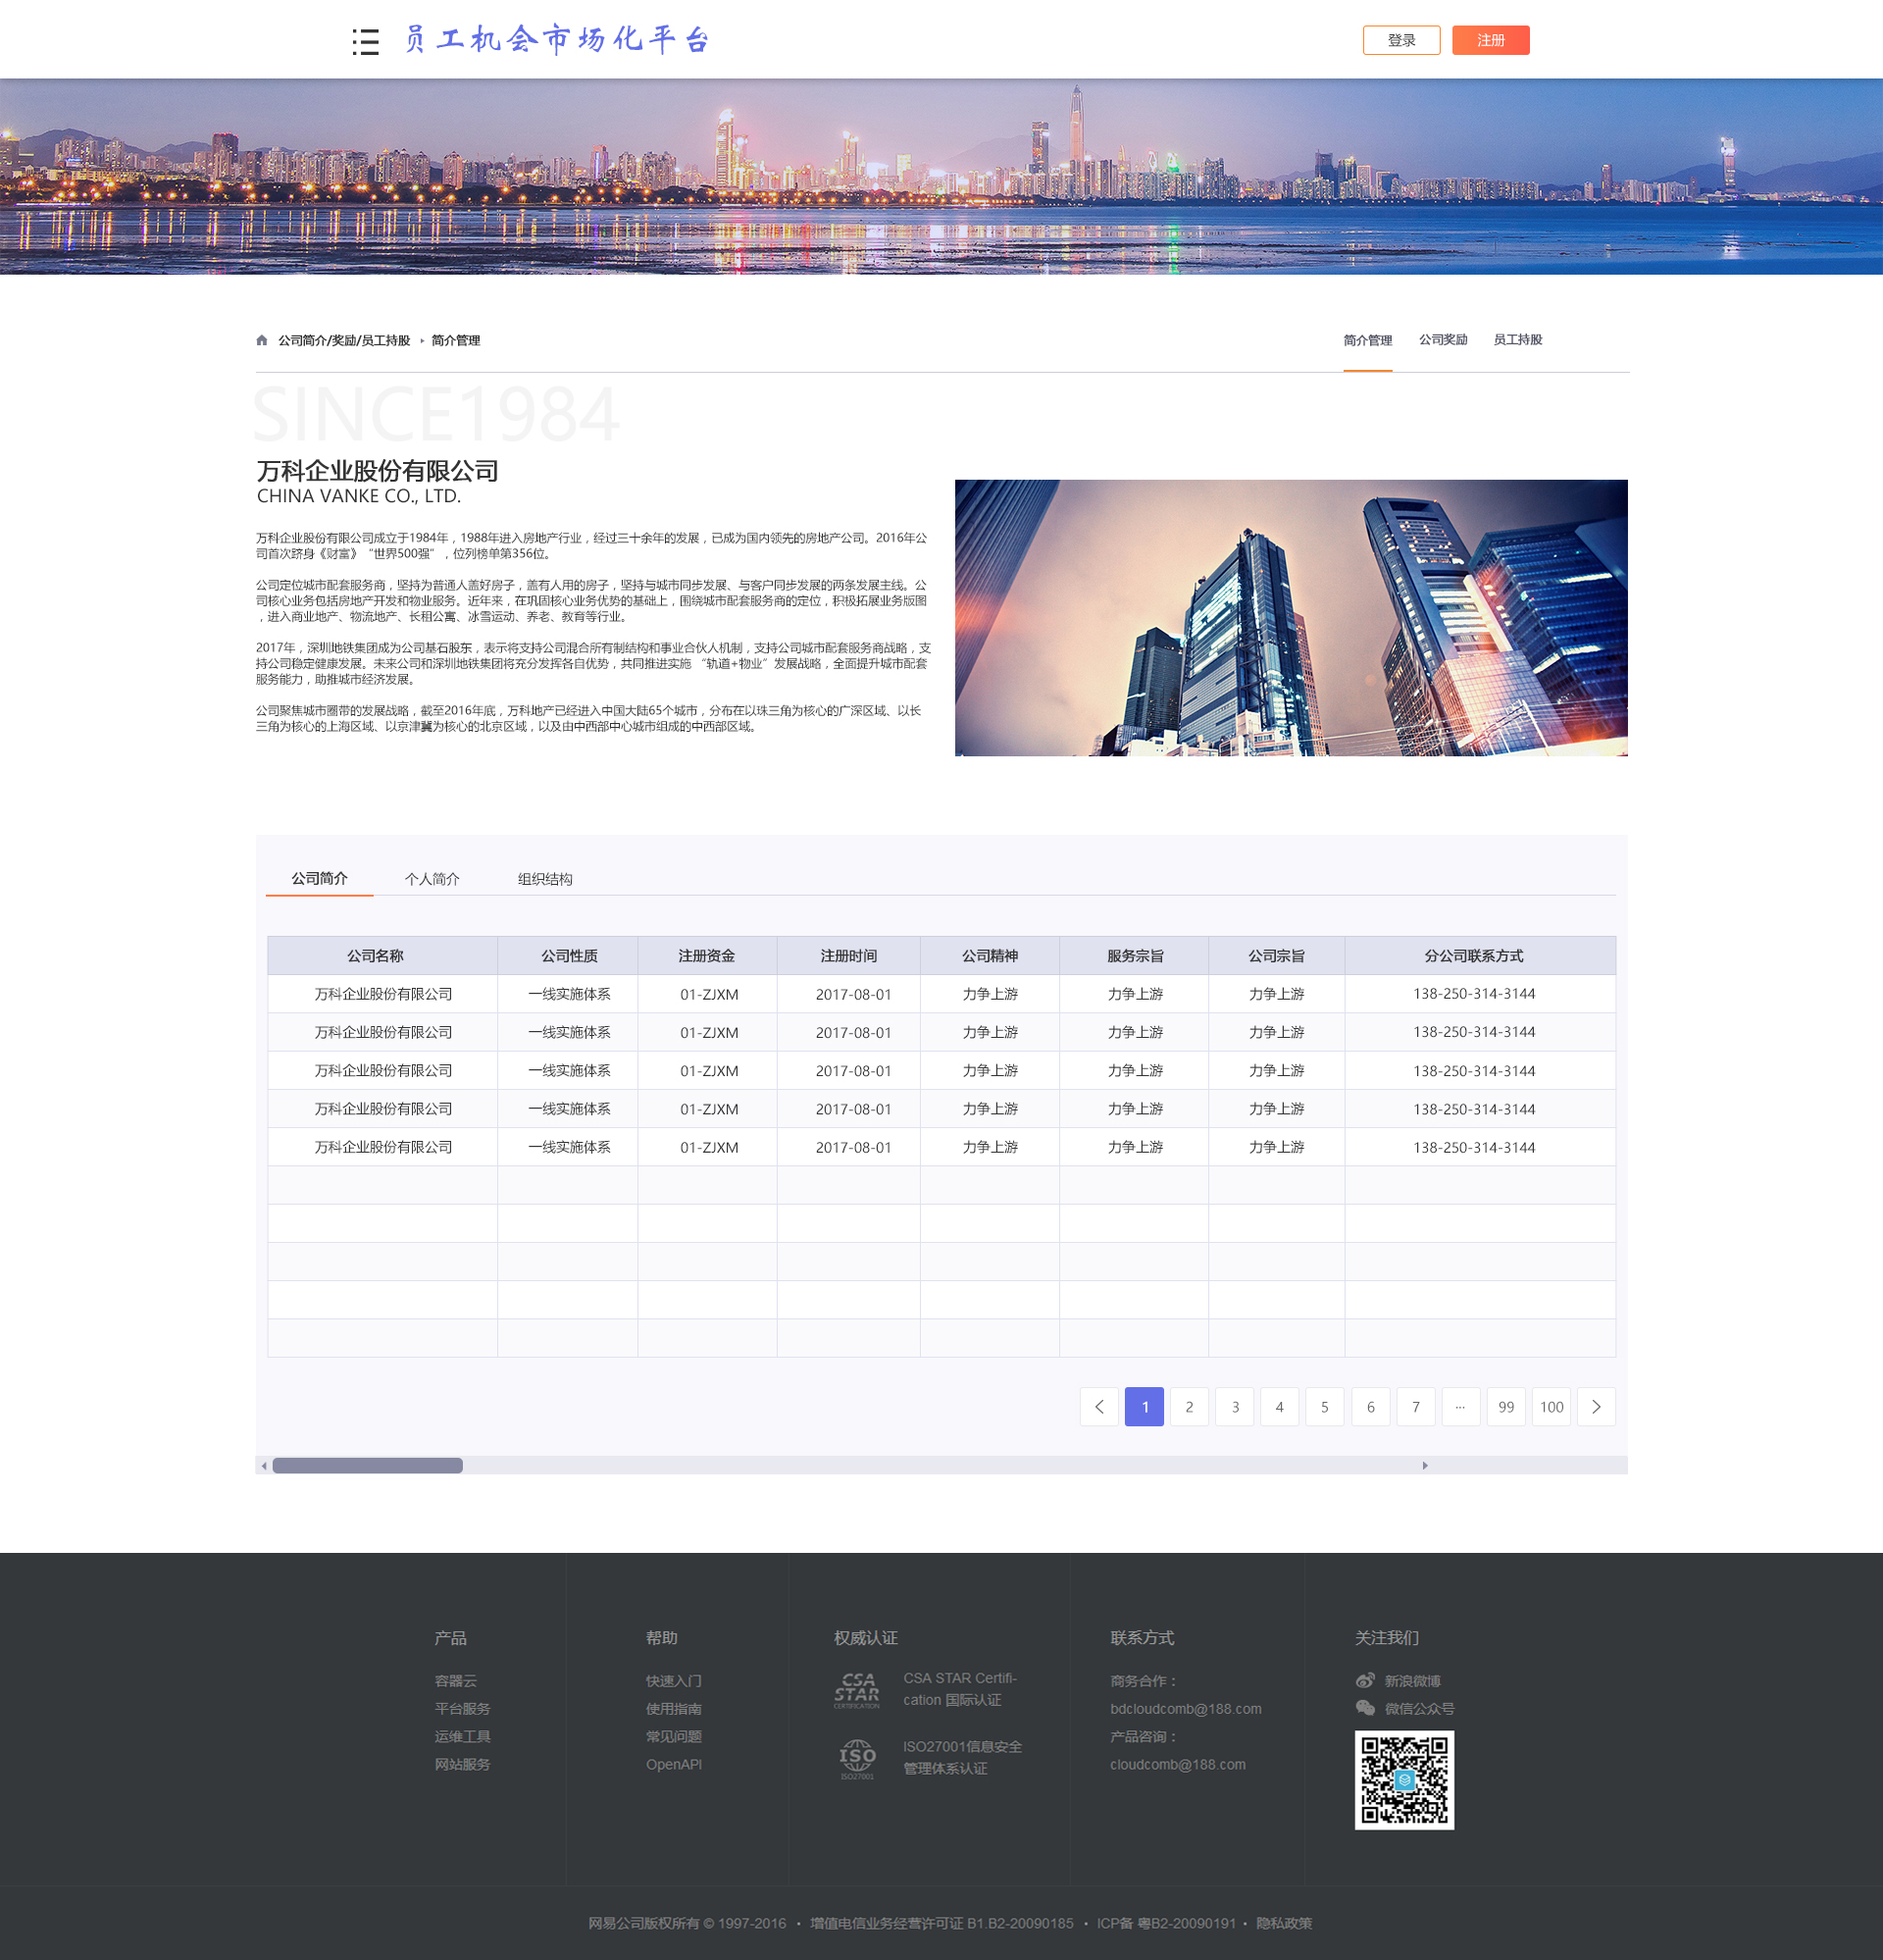 员工机会市场化平台
登录 注册
公司简介/奖励/员工持股 简介管理
简介管理 公司奖励 员工持股
SINCE1984
万科企业股份有限公司
CHINA VANKE CO., LTD.
万科企业股份有限公司成立于1984年，1988年进入房地产行业，经过三十余年的发展，已成为国内领先的房地产公司。2016年公
司首次跻身《财富》“世界500强”，位列榜单第356位。
公司定位城市配套服务商，坚持为普通人盖好房子，盖有人用的房子，坚持与城市同步发展、与客户同步发展的两条发展主线。公
司核心业务包括房地产开发和物业服务。近年来，在巩固核心业务优势的基础上，围绕城市配套服务商的定位，积极拓展业务版图
，进入商业地产、物流地产、长租公寓、冰雪运动、养老、教育等行业。
2017年，深圳地铁集团成为公司基石股东，表示将支持公司混合所有制结构和事业合伙人机制，支持公司城市配套服务商战略，支
持公司稳定健康发展。未来公司和深圳地铁集团将充分发挥各自优势，共同推进实施 “轨道+物业”发展战略，全面提升城市配套
服务能力，助推城市经济发展。
公司聚焦城市圈带的发展战略，截至2016年底，万科地产已经进入中国大陆65个城市，分布在以珠三角为核心的广深区域、以长
三角为核心的上海区域、以京津冀为核心的北京区域，以及由中西部中心城市组成的中西部区域。
公司简介 个人简介 组织结构
公司名称 公司性质 注册资金 注册时间 公司精神 服务宗旨 公司宗旨 分公司联系方式
万科企业股份有限公司 一线实施体系 01-ZJXM 2017-08-01 力争上游 力争上游 力争上游 138-250-314-3144
万科企业股份有限公司 一线实施体系 01-ZJXM 2017-08-01 力争上游 力争上游 力争上游 138-250-314-3144
万科企业股份有限公司 一线实施体系 01-ZJXM 2017-08-01 力争上游 力争上游 力争上游 138-250-314-3144
万科企业股份有限公司 一线实施体系 01-ZJXM 2017-08-01 力争上游 力争上游 力争上游 138-250-314-3144
万科企业股份有限公司 一线实施体系 01-ZJXM 2017-08-01 力争上游 力争上游 力争上游 138-250-314-3144
1 2 3 4 5 6 7 ... 99 100
产品
容器云
平台服务
运维工具
网站服务
帮助
快速入门
使用指南
常见问题
OpenAPI
权威认证
CSA
STAR
CERTIFICATION
CSA STAR Certifi-
cation 国际认证
ISO
ISO27001
ISO27001信息安全
管理体系认证
联系方式
商务合作：
bdcloudcomb@188.com
产品咨询：
cloudcomb@188.com
关注我们
新浪微博
微信公众号
网易公司版权所有 © 1997-2016 • 增值电信业务经营许可证 B1.B2-20090185 • ICP备 粤B2-20090191 • 隐私政策